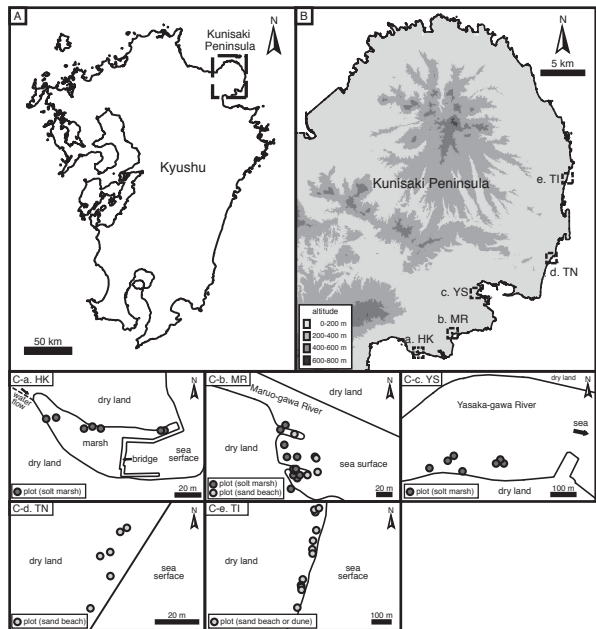 A
Kunisaki
Peninsula
N
Kyushu
50 km
B
N
5 km
Kunisaki Peninsula
e. TI
d. TN
c. YS
b. MR
a. HK
altitude
0-200 m
200-400 m
400-600 m
600-800 m
C-a. HK
N
water
flow
dry land
marsh
dry land
bridge
sea
serface
plot (solt marsh)
20 m
C-b. MR
N
Maruo-gawa River
dry land
dry land
sea surface
plot (solt marsh)
plot (sand beach)
20 m
C-c. YS
dry land
N
Yasaka-gawa River
sea
dry land
plot (solt marsh)
100 m
C-d. TN
N
dry land
sea
serface
plot (sand beach)
20 m
C-e. TI
N
dry land
sea
serface
plot (sand beach or dune)
100 m